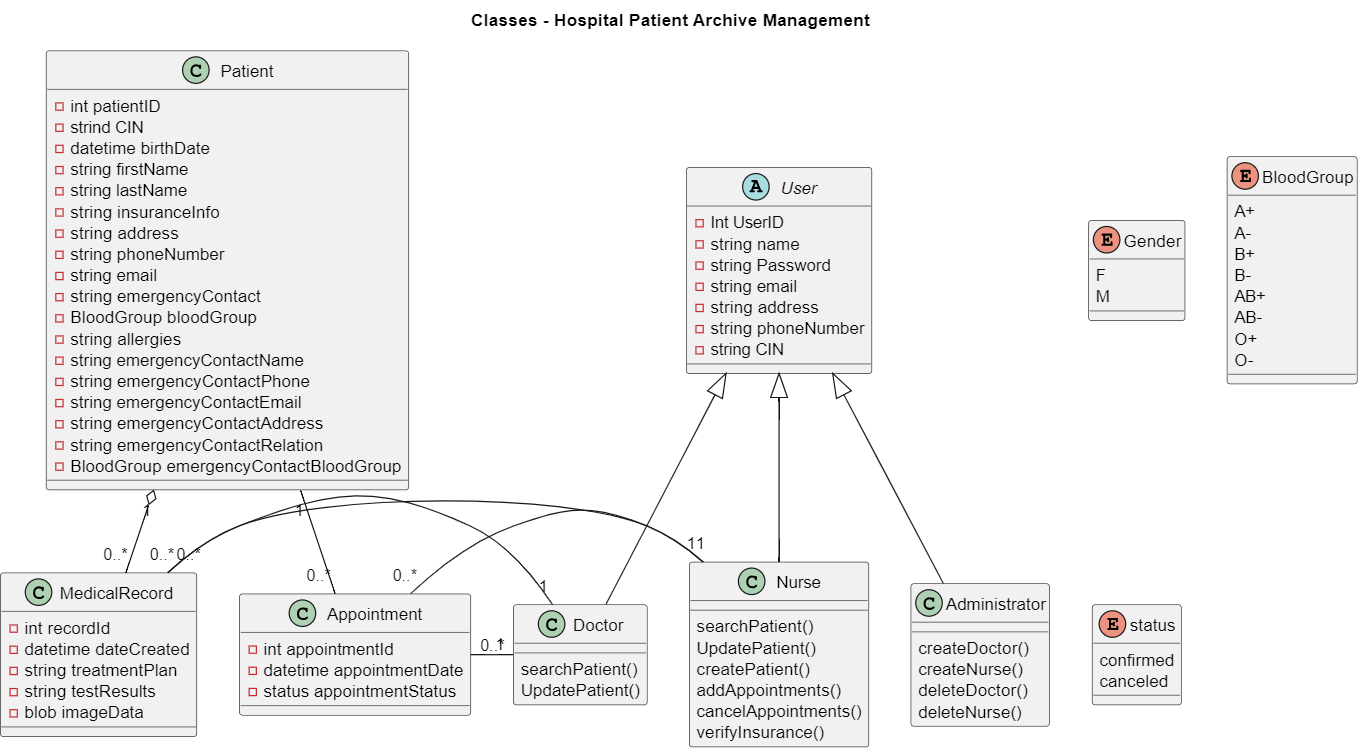 Classes - Hospital Patient Archive Management
C Patient
int patientID
strind CIN
datetime birthDate
string firstName
string lastName
string insuranceInfo
string address
string phoneNumber
string email
string emergencyContact
BloodGroup bloodGroup
string allergies
string emergencyContactName
string emergencyContactPhone
string emergencyContactEmail
string emergencyContactAddress
string emergencyContactRelation
BloodGroup emergencyContactBloodGroup
A User
Int UserID
string name
string Password
string email
string address
string phoneNumber
string CIN
E Gender
F
M
E BloodGroup
A+
A-
B+
B-
AB+
AB-
O+
O-
1
1
0..*
0..*
0..*
0..*
0..*
1
1
1
0..*
1
C MedicalRecord
int recordId
datetime dateCreated
string treatmentPlan
string testResults
blob imageData
C Appointment
int appointmentId
datetime appointmentDate
status appointmentStatus
C Doctor
searchPatient()
UpdatePatient()
C Nurse
searchPatient()
UpdatePatient()
createPatient()
addAppointments()
cancelAppointments()
verifyInsurance()
C Administrator
createDoctor()
createNurse()
deleteDoctor()
deleteNurse()
E status
confirmed
canceled